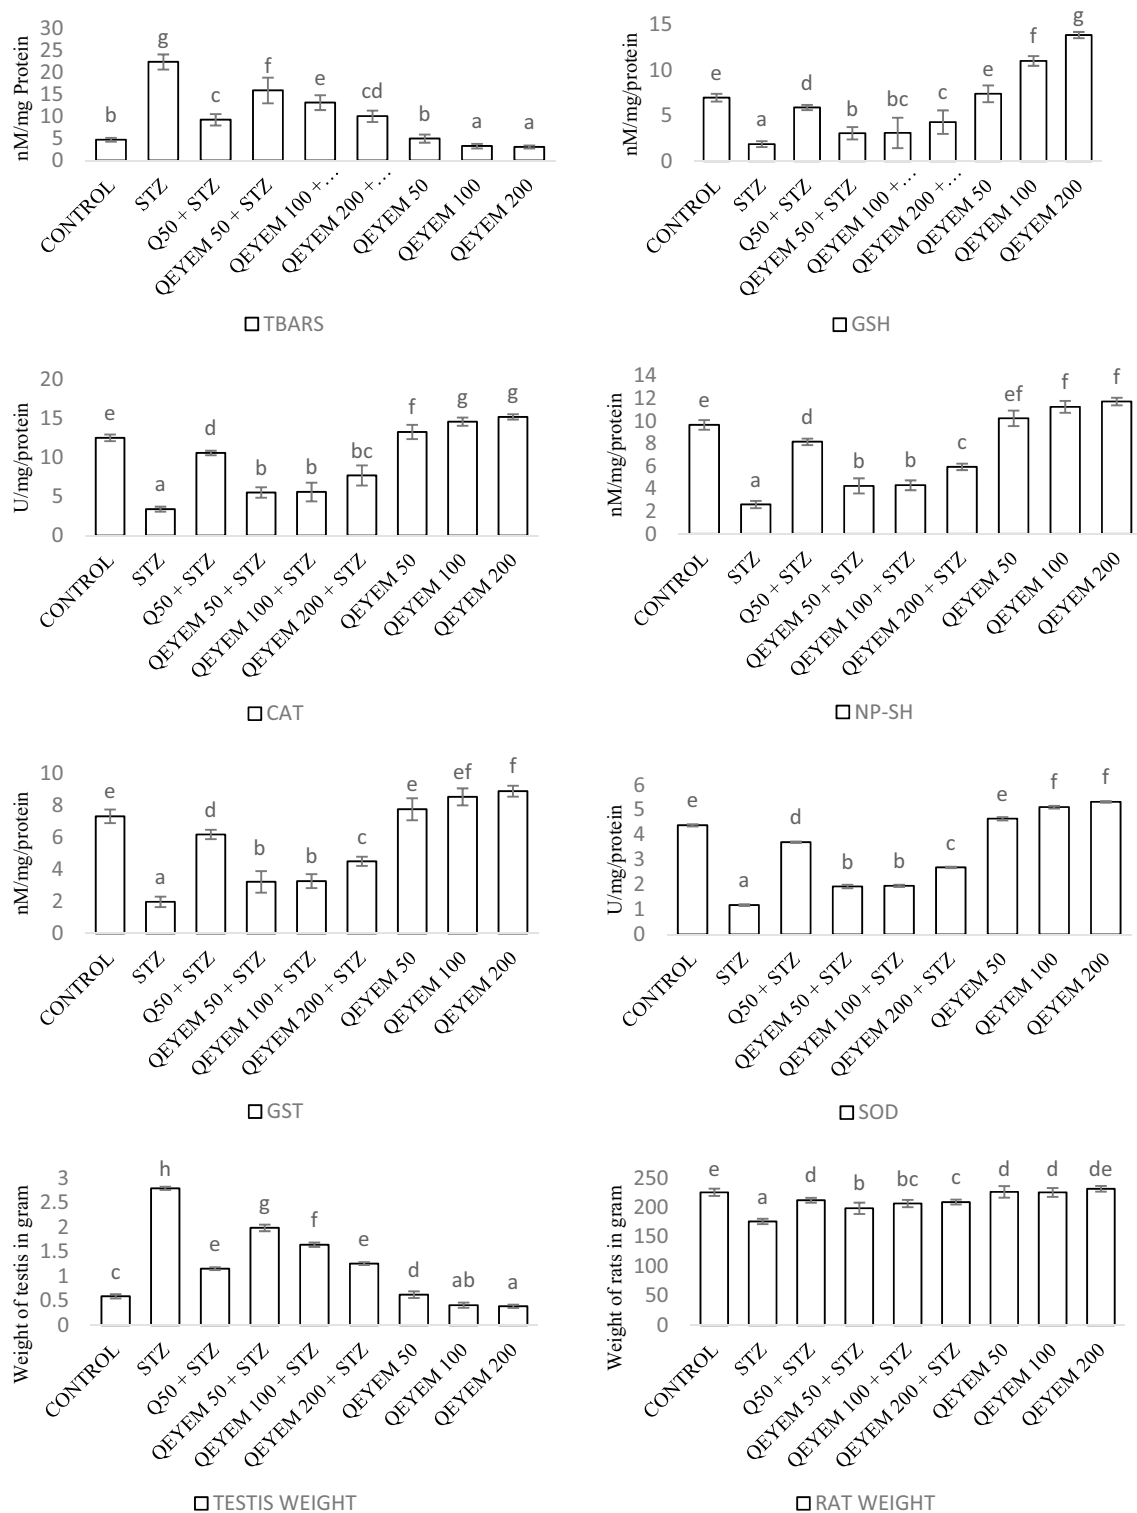 nM/mg Protein
30
25
20
15
10
5
0
b
g
c
f
e
cd
b
a
a
CONTROL
STZ
Q50 + STZ
QEYEM 50 + STZ
QEYEM 100 +…
QEYEM 200 +…
QEYEM 50
QEYEM 100
QEYEM 200
TBARS
nM/mg/protein
15
10
5
0
e
a
d
b
bc
c
e
f
g
CONTROL
STZ
Q50 + STZ
QEYEM 50 + STZ
QEYEM 100+…
QEYEM 200 +…
QEYEM 50
QEYEM 100
QEYEM 200
GSH
U/mg/protein
20
15
10
5
0
e
a
d
b
b
bc
f
g
g
CONTROL
STZ
Q50 + STZ
QEYEM 50 + STZ
QEYEM 100 + STZ
QEYEM 200 + STZ
QEYEM 50
QEYEM 100
QEYEM 200
CAT
nM/mg/protein
14
12
10
8
6
4
2
0
e
a
d
b
b
c
ef
f
f
CONTROL
STZ
Q50 + STZ
QEYEM 50 + STZ
QEYEM 100 + STZ
QEYEM 200 + STZ
QEYEM 50
QEYEM 100
QEYEM 200
NP-SH
nM/mg/protein
10
8
6
4
2
0
e
a
d
b
b
c
e
ef
f
CONTROL
STZ
Q50 + STZ
QEYEM 50 + STZ
QEYEM 100 + STZ
QEYEM 200 + STZ
QEYEM 50
QEYEM 100
QEYEM 200
GST
U/mg/protein
6
5
4
3
2
1
0
e
a
d
b
b
c
e
f
f
CONTROL
STZ
Q50 + STZ
QEYEM 50 + STZ
QEYEM 100 + STZ
QEYEM 200 + STZ
QEYEM 50
QEYEM 100
QEYEM 200
SOD
Weight of testis in gram
3
2.5
2
1.5
1
0.5
0
c
h
e
g
f
e
d
ab
a
CONTROL
STZ
Q50 + STZ
QEYEM 50 + STZ
QEYEM 100 + STZ
QEYEM 200 + STZ
QEYEM 50
QEYEM 100
QEYEM 200
TESTIS WEIGHT
Weight of rats in gram
250
200
150
100
50
0
e
a
d
b
bc
c
d
d
de
CONTROL
STZ
Q50 + STZ
QEYEM 50 + STZ
QEYEM 100 + STZ
QEYEM 200 + STZ
QEYEM 50
QEYEM 100
QEYEM 200
RAT WEIGHT